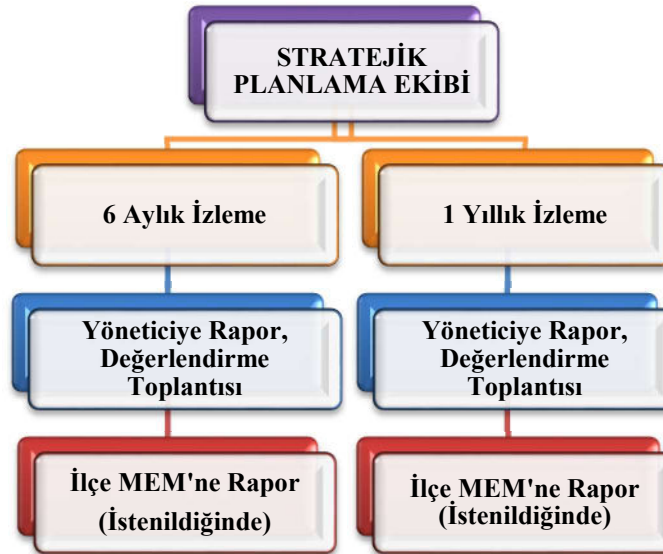 STRATEJİK
PLANLAMA EKİBİ
6 Aylık İzleme
1 Yıllık İzleme
Yöneticiye Rapor,
Değerlendirme
Toplantısı
Yöneticiye Rapor,
Değerlendirme
Toplantısı
İlçe MEM'ne Rapor
(İstenildiğinde)
İlçe MEM'ne Rapor
(İstenildiğinde)